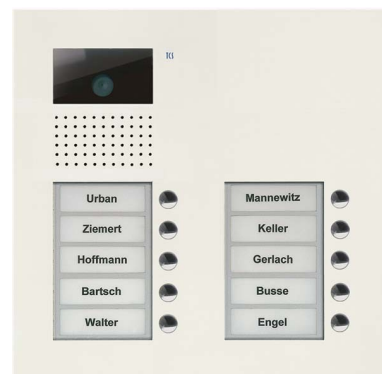 Urban
Ziemert
Hoffmann
Bartsch
Walter
Mannewitz
Keller
Gerlach
Busse
Engel